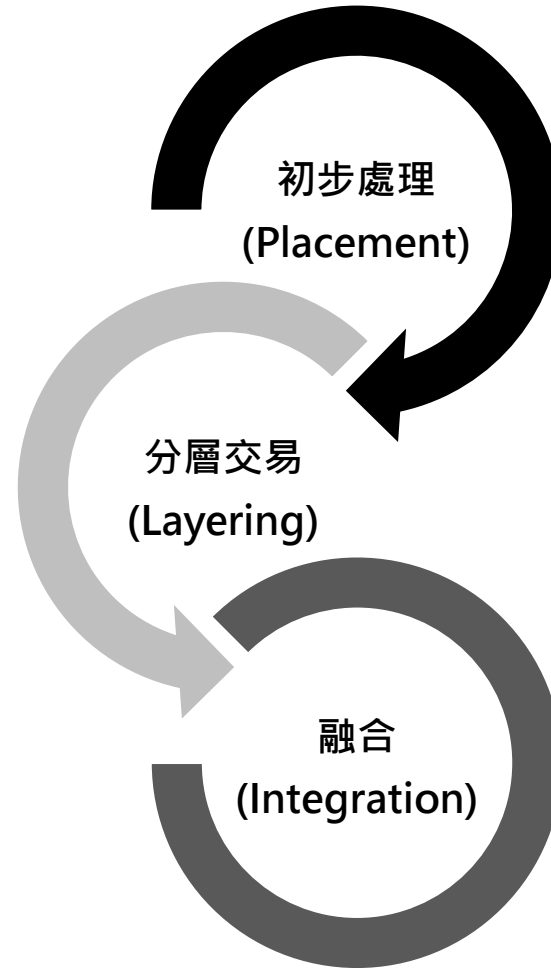 初步處理
(Placement)
分層交易
(Layering)
融合
(Integration)